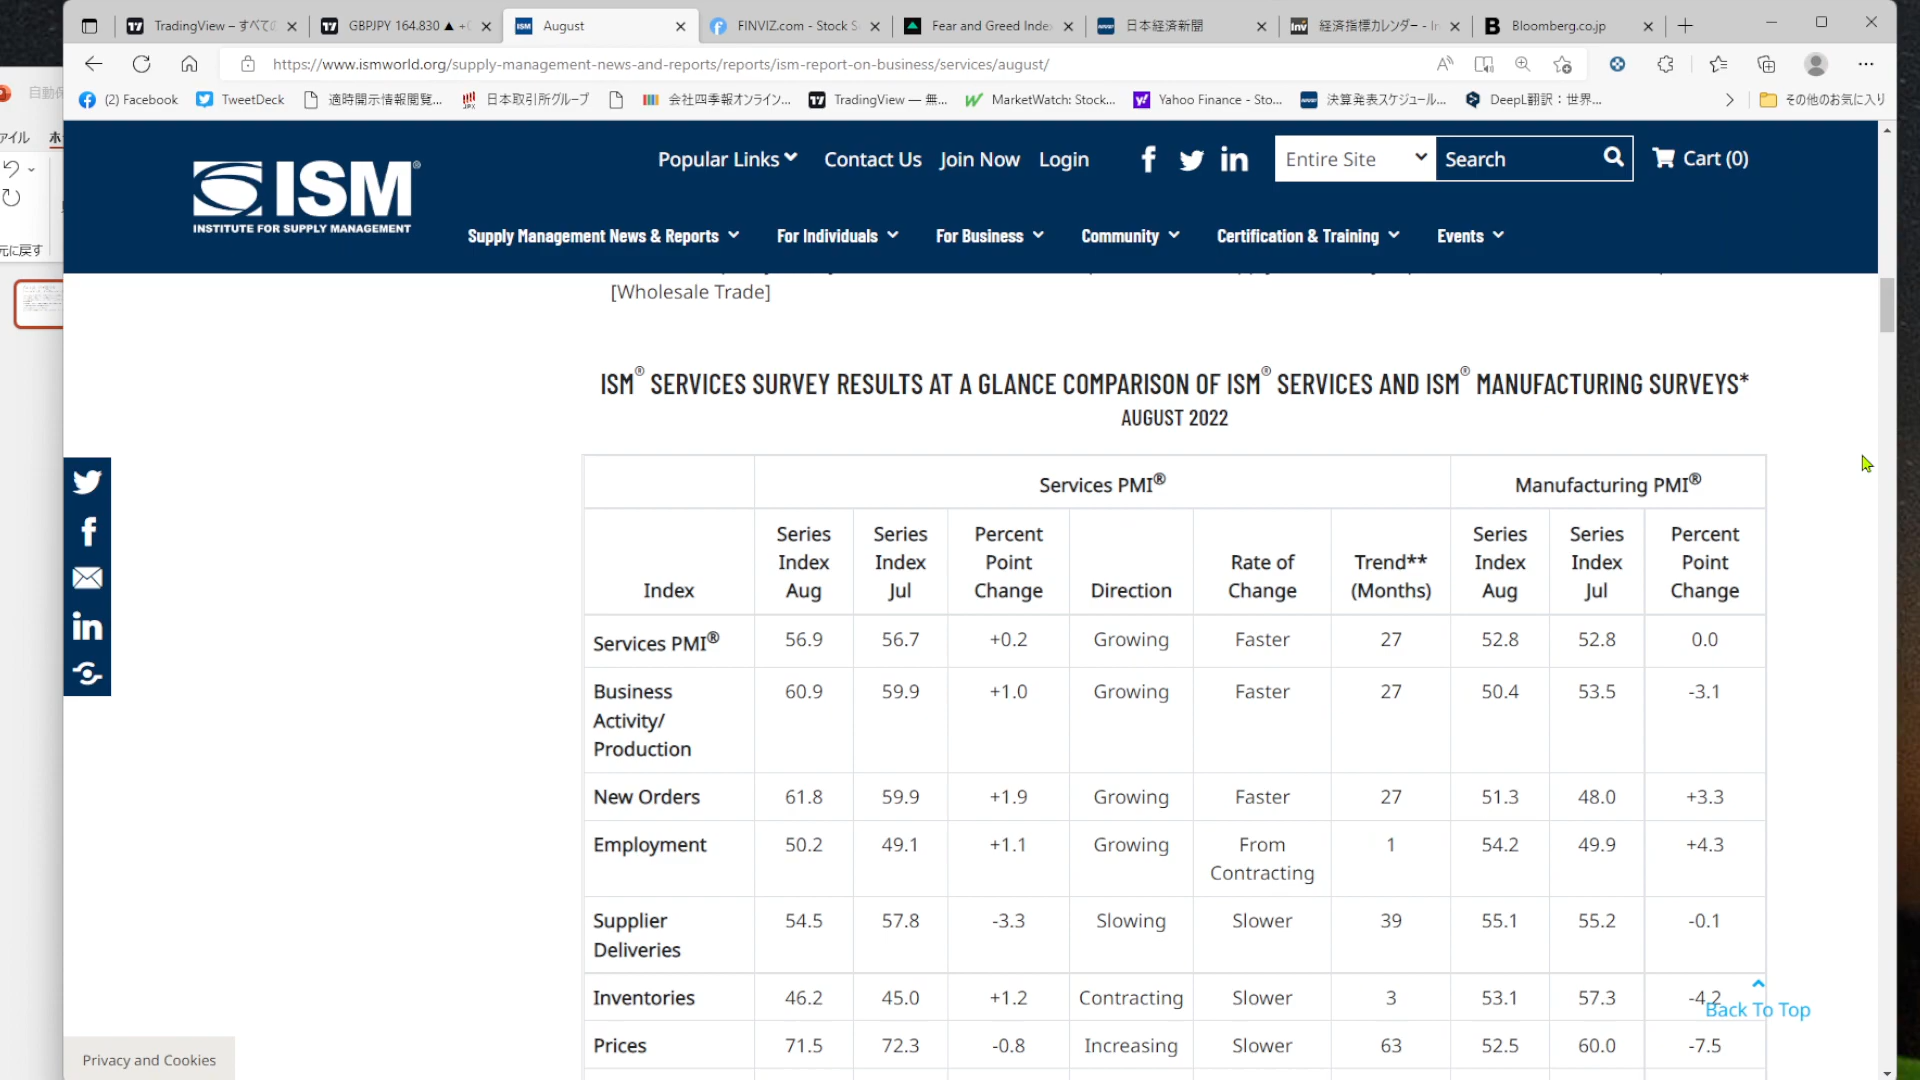 TradingView – すべての
GBPJPY 164.830 ▲
August
FINVIZ.com - Stock S
Fear and Greed Index
日本経済新聞
経済指標カレンダー - In
Bloomberg.co.jp
https://www.ismworld.org/supply-management-news-and-reports/reports/ism-report-on-business/services/august/
(2) Facebook
TweetDeck
適時開示情報閲覧...
日本取引所グループ
会社四季報オンライン...
TradingView — 無...
MarketWatch: Stock...
Yahoo Finance - Sto...
決算発表スケジュール...
DeepL翻訳：世界...
その他のお気に入り
自動保
ァイル
ホ
元に戻す
ISM
INSTITUTE FOR SUPPLY MANAGEMENT
Popular Links
Contact Us
Join Now
Login
Entire Site
Search
Cart (0)
Supply Management News & Reports
For Individuals
For Business
Community
Certification & Training
Events
[Wholesale Trade]
ISM® SERVICES SURVEY RESULTS AT A GLANCE COMPARISON OF ISM® SERVICES AND ISM® MANUFACTURING SURVEYS*
AUGUST 2022
Services PMI® Manufacturing PMI®
Index Series Index Aug Series Index Jul Percent Point Change Direction Rate of Change Trend** (Months) Series Index Aug Series Index Jul Percent Point Change
Services PMI® 56.9 56.7 +0.2 Growing Faster 27 52.8 52.8 0.0
Business Activity/ Production 60.9 59.9 +1.0 Growing Faster 27 50.4 53.5 -3.1
New Orders 61.8 59.9 +1.9 Growing Faster 27 51.3 48.0 +3.3
Employment 50.2 49.1 +1.1 Growing From Contracting 1 54.2 49.9 +4.3
Supplier Deliveries 54.5 57.8 -3.3 Slowing Slower 39 55.1 55.2 -0.1
Inventories 46.2 45.0 +1.2 Contracting Slower 3 53.1 57.3 -4.2
Back To Top
Prices 71.5 72.3 -0.8 Increasing Slower 63 52.5 60.0 -7.5
Privacy and Cookies